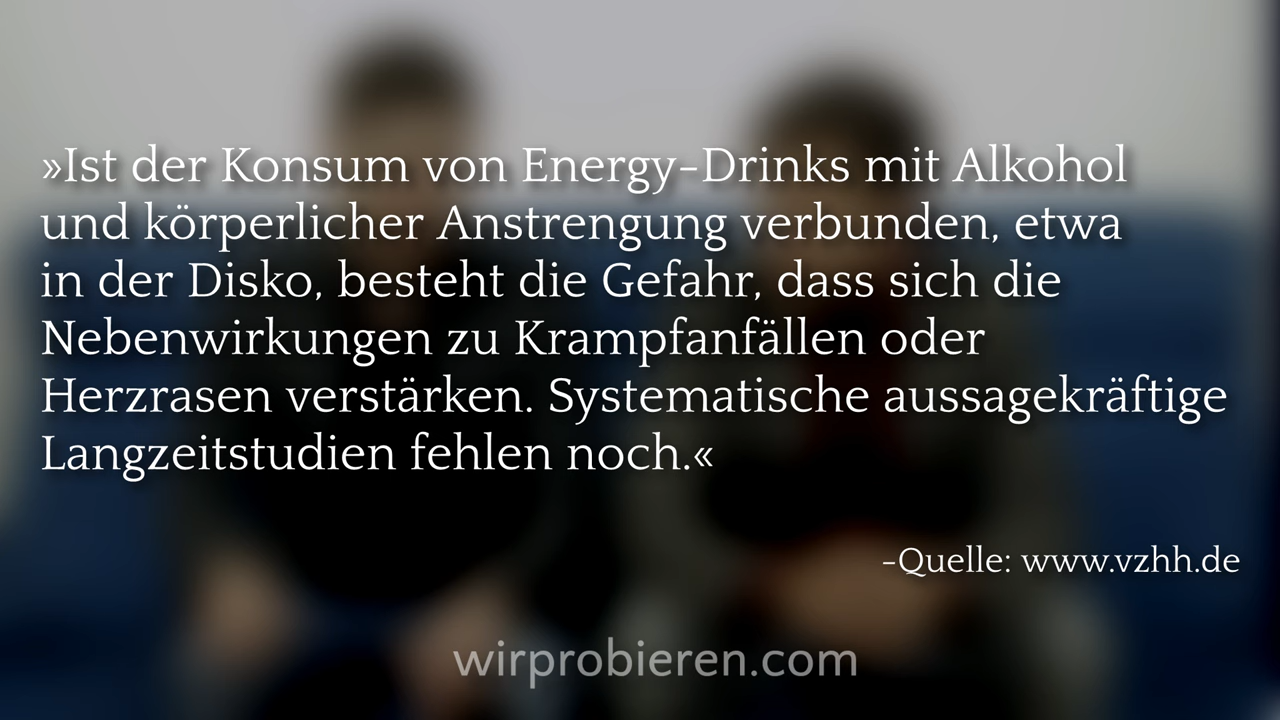 »Ist der Konsum von Energy-Drinks mit Alkohol
und körperlicher Anstrengung verbunden, etwa
in der Disko, besteht die Gefahr, dass sich die
Nebenwirkungen zu Krampfanfällen oder
Herzrasen verstärken. Systematische aussagekräftige
Langzeitstudien fehlen noch.«
-Quelle: www.vzhh.de
wirprobieren.com